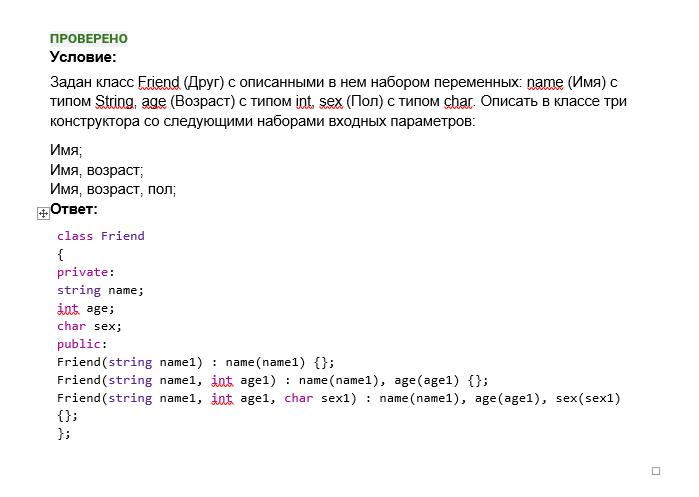 ПРОВЕРЕНО
Условие:
Задан класс Friend (Друг) с описанными в нем набором переменных: name (Имя) с
типом String, age (Возраст) с типом int, sex (Пол) с типом char. Описать в классе три
конструктора со следующими наборами входных параметров:
Имя;
Имя, возраст;
Имя, возраст, пол;
Ответ:
class Friend
{
private:
string name;
int age;
char sex;
public:
Friend(string name1) : name(name1) {};
Friend(string name1, int age1) : name(name1), age(age1) {};
Friend(string name1, int age1, char sex1) : name(name1), age(age1), sex(sex1)
{};
};